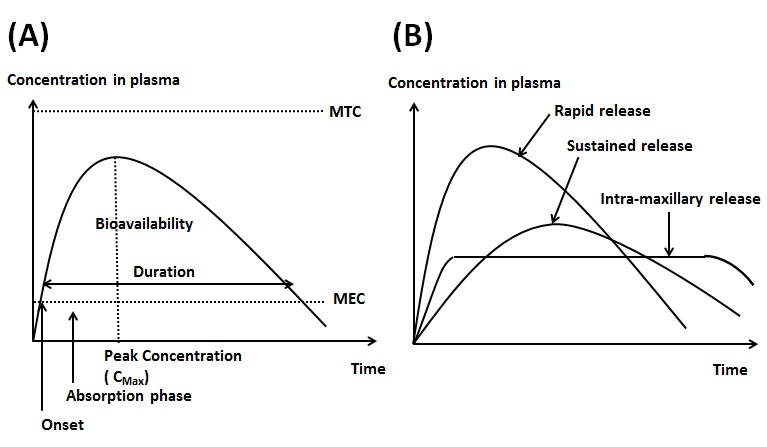 (A)
Concentration in plasma
MTC
Bioavailability
Duration
MEC
Peak Concentration
( CMax)
Time
Absorption phase
Onset
(B)
Concentration in plasma
Rapid release
Sustained release
Intra-maxillary release
Time